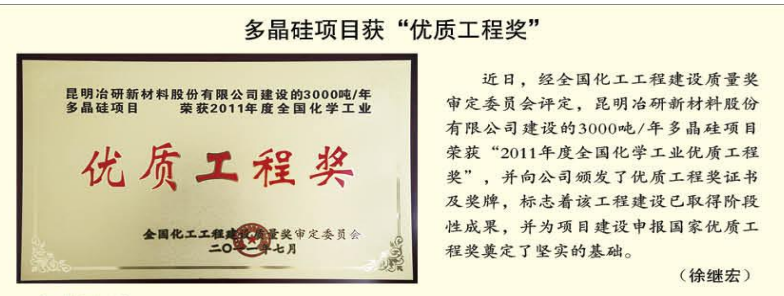 多晶硅项目获“优质工程奖”
昆明冶研新材料股份有限公司建设的3000吨/年
多晶硅项目 荣获2011年度全国化学工业
优质工程奖
全国化工工程建设质量奖审定委员会
二〇一一年七月
近日，经全国化工工程建设质量奖
审定委员会评定，昆明冶研新材料股份
有限公司建设的3000吨/年多晶硅项目
荣获“2011年度全国化学工业优质工程
奖”，并向公司颁发了优质工程奖证书
及奖牌，标志着该工程建设已取得阶段
性成果，并为项目建设申报国家优质工
程奖奠定了坚实的基础。
（徐继宏）